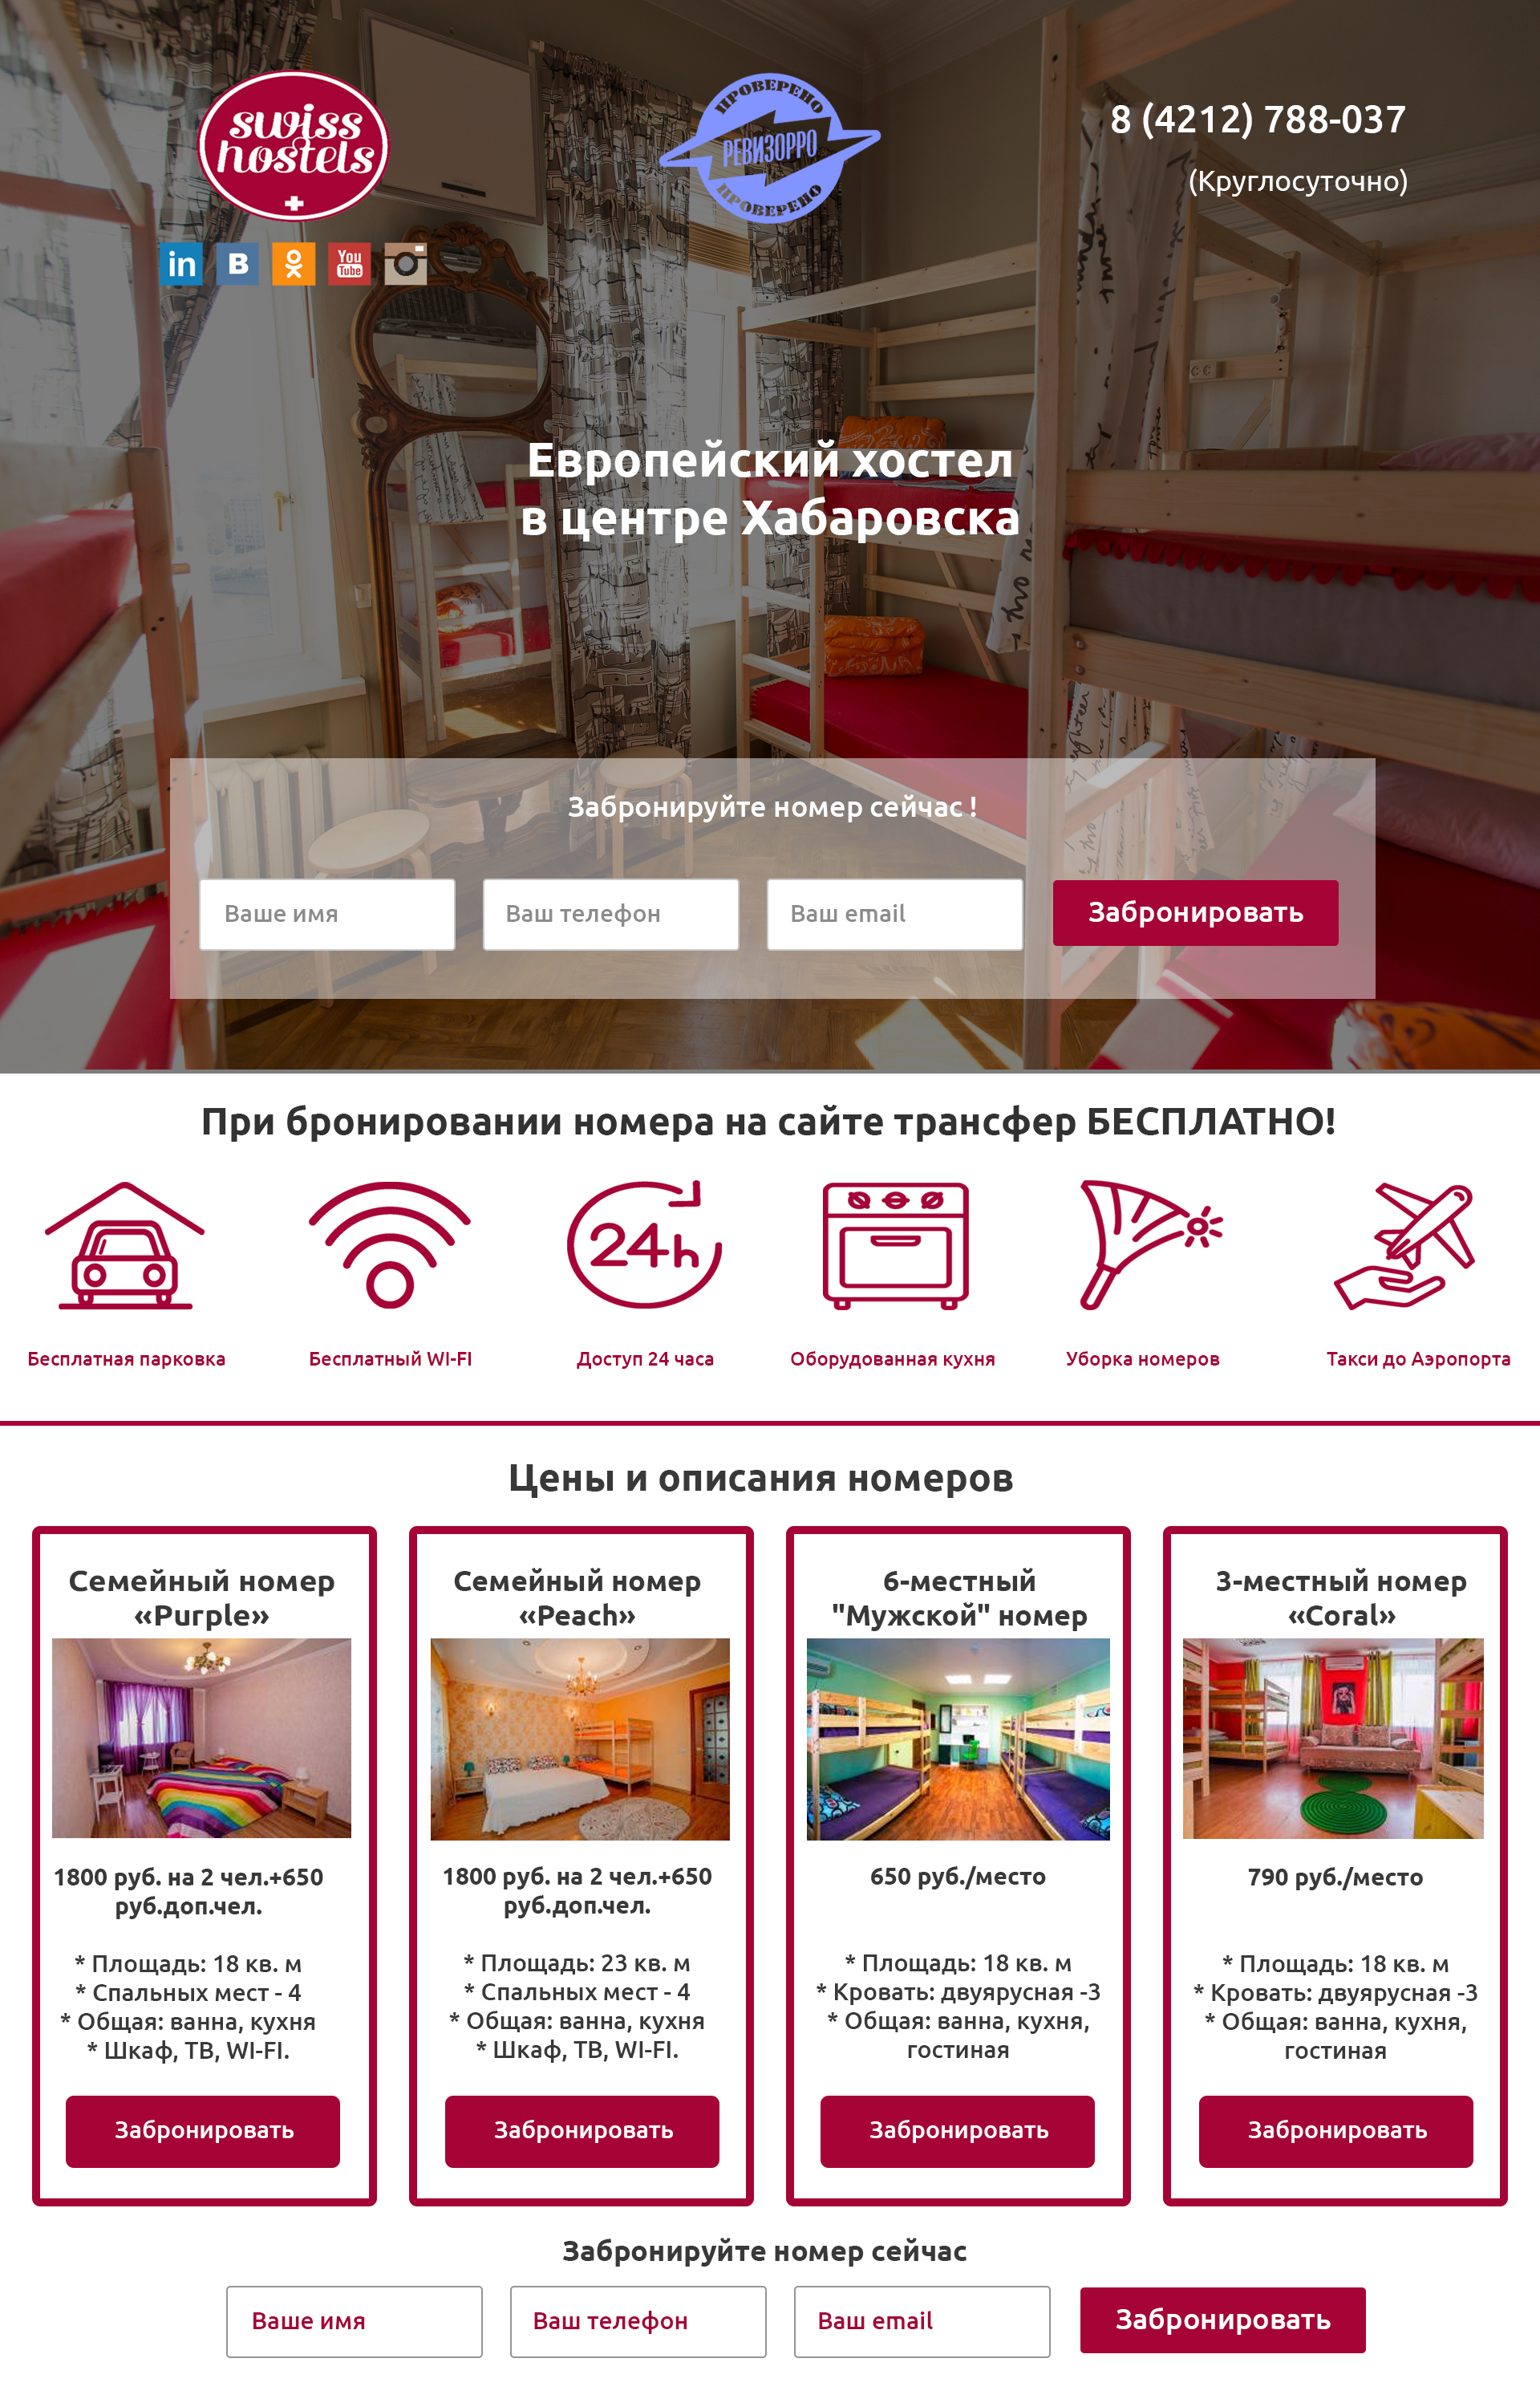 swiss
hostels
ПРОВЕРЕНО
РЕВИЗОРРО
ПРОВЕРЕНО
8 (4212) 788-037
(Круглосуточно)
in
B
You
Tube
Европейский хостел
в центре Хабаровска
Забронируйте номер сейчас !
Ваше имя
Ваш телефон
Ваш email
Забронировать
При бронировании номера на сайте трансфер БЕСПЛАТНО!
24h
Бесплатная парковка
Бесплатный WI-FI
Доступ 24 часа
Оборудованная кухня
Уборка номеров
Такси до Аэропорта
Цены и описания номеров
Семейный номер
«Purple»
1800 руб. на 2 чел.+650
руб.доп.чел.
* Площадь: 18 кв. м
* Спальных мест - 4
* Общая: ванна, кухня
* Шкаф, ТВ, WI-FI.
Забронировать
Семейный номер
«Peach»
1800 руб. на 2 чел.+650
руб.доп.чел.
* Площадь: 23 кв. м
* Спальных мест - 4
* Общая: ванна, кухня
* Шкаф, ТВ, WI-FI.
Забронировать
6-местный
"Мужской" номер
650 руб./место
* Площадь: 18 кв. м
* Кровать: двуярусная -3
* Общая: ванна, кухня,
гостиная
Забронировать
3-местный номер
«Coral»
790 руб./место
* Площадь: 18 кв. м
* Кровать: двуярусная -3
* Общая: ванна, кухня,
гостиная
Забронировать
Забронируйте номер сейчас
Ваше имя
Ваш телефон
Ваш email
Забронировать